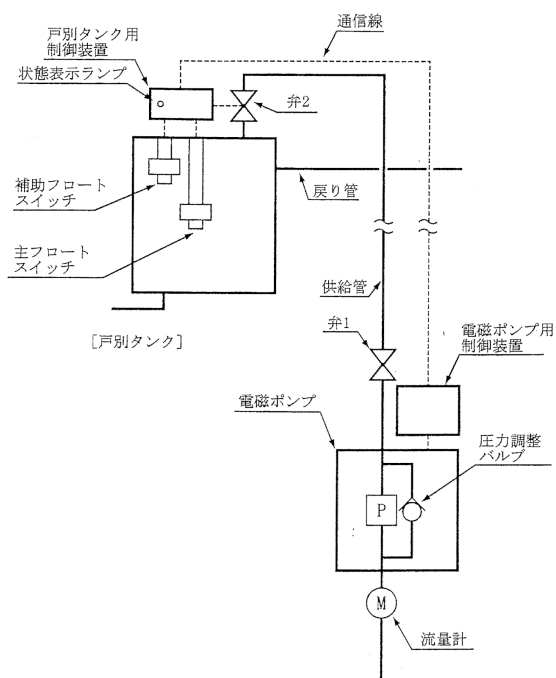 通信線
戸別タンク用
制御装置
状態表示ランプ
弁2
補助フロート
スイッチ
戻り管
主フロート
スイッチ
供給管
[戸別タンク]
弁1
電磁ポンプ用
制御装置
電磁ポンプ
圧力調整
バルブ
P
M
流量計